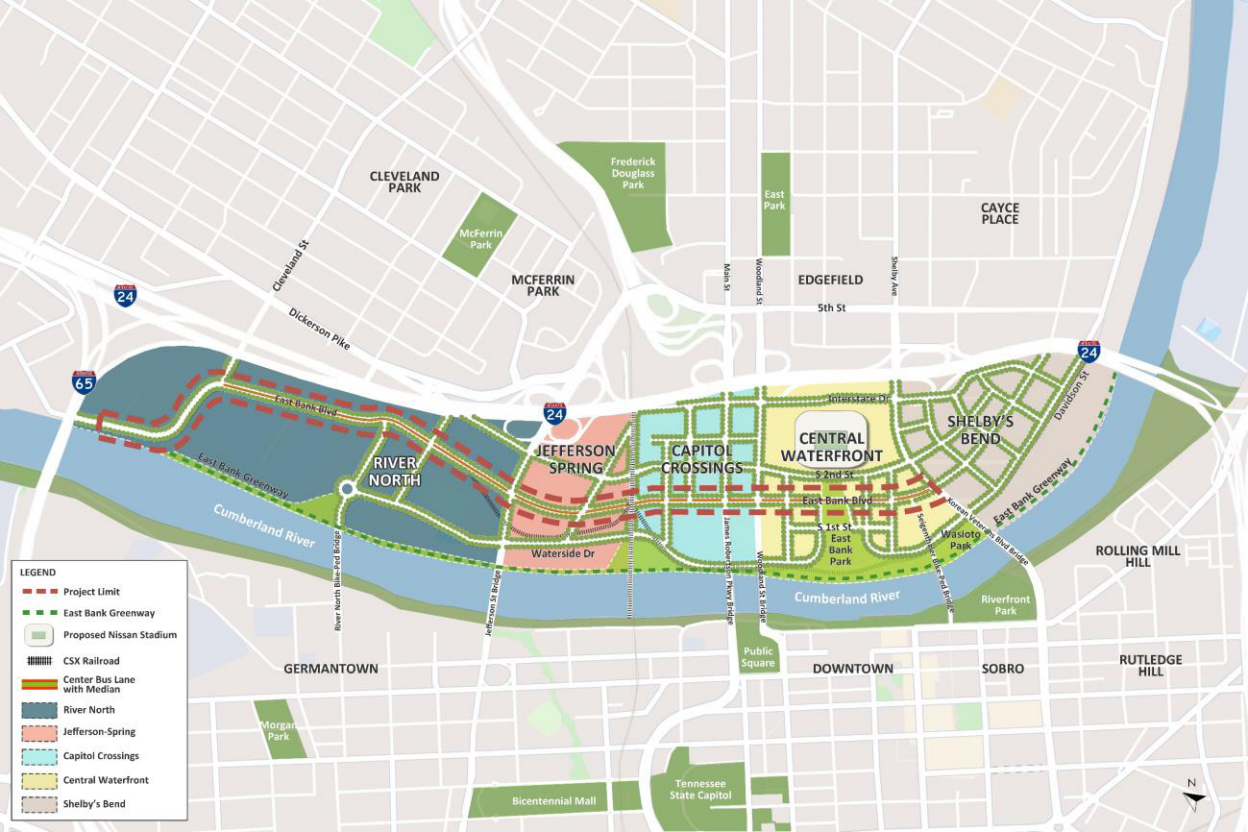 Frederick
Douglass
Park
CLEVELAND
PARK
East
Park
CAYCE
PLACE
McFerrin
Park
Cleveland St
MCFERRIN
PARK
Main St
Woodland St
EDGEFIELD
Shelby Ave
5th St
24
Dickerson Pike
65
24
24
East Bank Blvd
Interstate Dr
Davidson St
RIVER
NORTH
JEFFERSON
SPRING
CAPITOL
CROSSINGS
CENTRAL
WATERFRONT
SHELBY'S
BEND
S 2nd St
East Bank Blvd
East Bank Greenway
East Bank Greenway
Cumberland River
S 1st St
East
Bank
Park
Wasioto
Park
Korean Veterans Blvd Bridge
Seigenthaler Bike-Ped Bridge
Waterside Dr
River North Bike-Ped Bridge
Jefferson St Bridge
James Robertson Pkwy Bridge
Woodland St Bridge
Cumberland River
ROLLING MILL
HILL
Riverfront
Park
GERMANTOWN
Public
Square
DOWNTOWN
SOBRO
RUTLEDGE
HILL
Morgan
Park
Bicentennial Mall
Tennessee
State Capitol
N
LEGEND
Project Limit
East Bank Greenway
Proposed Nissan Stadium
CSX Railroad
Center Bus Lane
with Median
River North
Jefferson-Spring
Capitol Crossings
Central Waterfront
Shelby's Bend